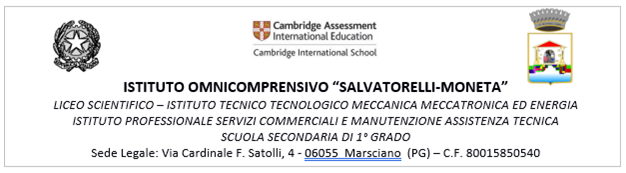 Cambridge Assessment
International Education
Cambridge International School
ISTITUTO OMNICOMPRENSIVO “SALVATORELLI-MONETA”
LICEO SCIENTIFICO – ISTITUTO TECNICO TECNOLOGICO MECCANICA MECCATRONICA ED ENERGIA
ISTITUTO PROFESSIONALE SERVIZI COMMERCIALI E MANUTENZIONE ASSISTENZA TECNICA
SCUOLA SECONDARIA DI 1° GRADO
Sede Legale: Via Cardinale F. Satolli, 4 - 06055 Marsciano (PG) – C.F. 80015850540